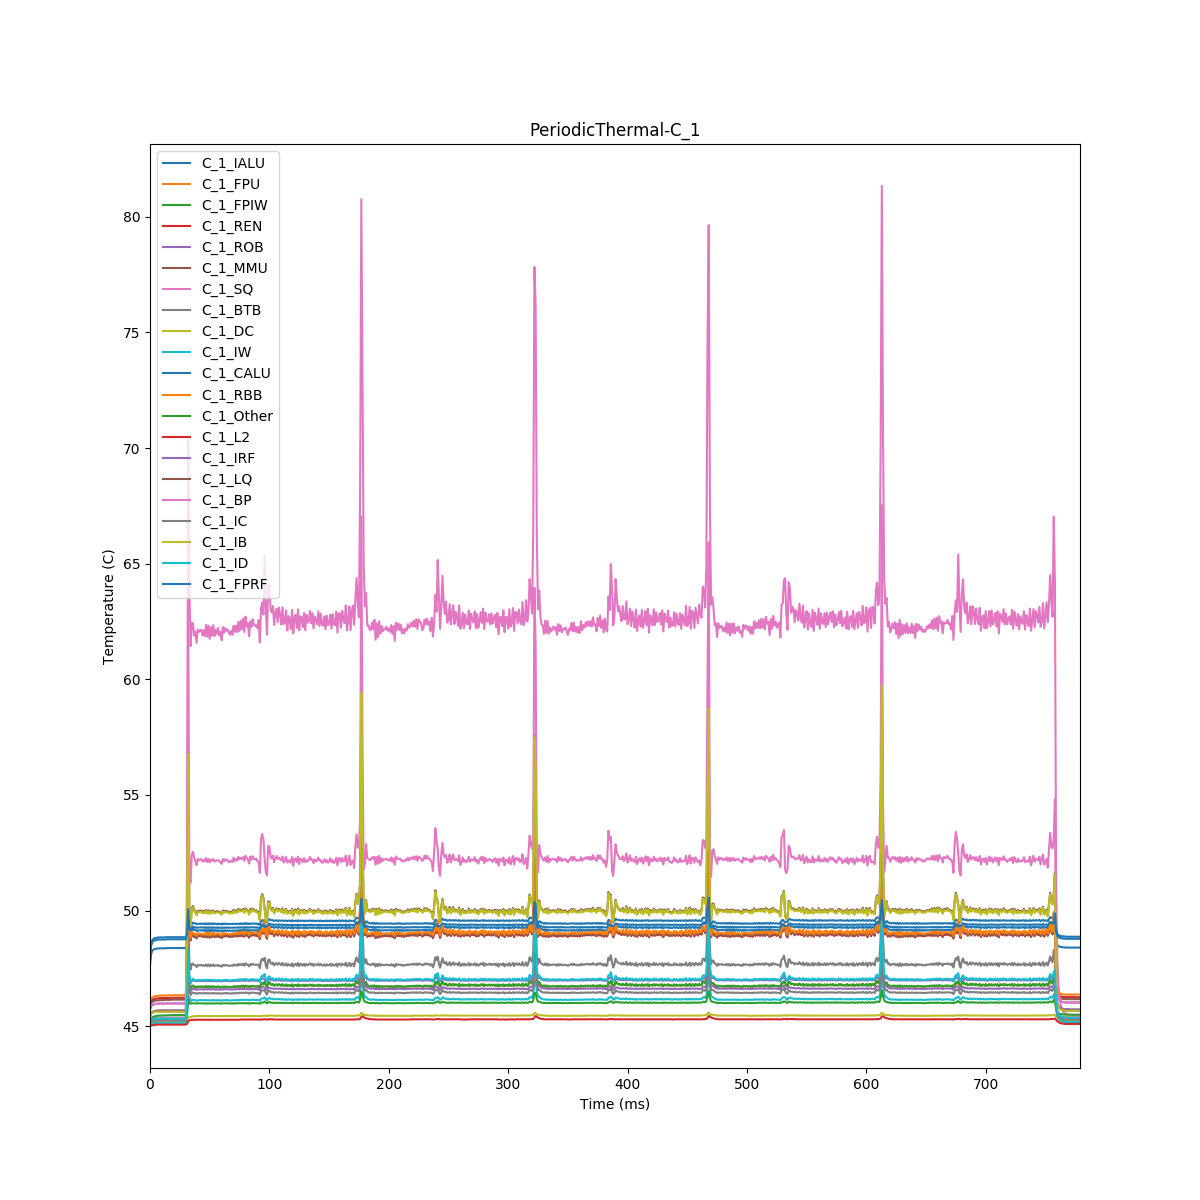 PeriodicThermal-C_1
C_1_IALU
C_1_FPU
C_1_FPIW
C_1_REN
C_1_ROB
C_1_MMU
C_1_SQ
C_1_BTB
C_1_DC
C_1_IW
C_1_CALU
C_1_RBB
C_1_Other
C_1_L2
C_1_IRF
C_1_LQ
C_1_BP
C_1_IC
C_1_IB
C_1_ID
C_1_FPRF
80
75
70
65
60
55
50
45
Temperature (C)
0 100 200 300 400 500 600 700
Time (ms)